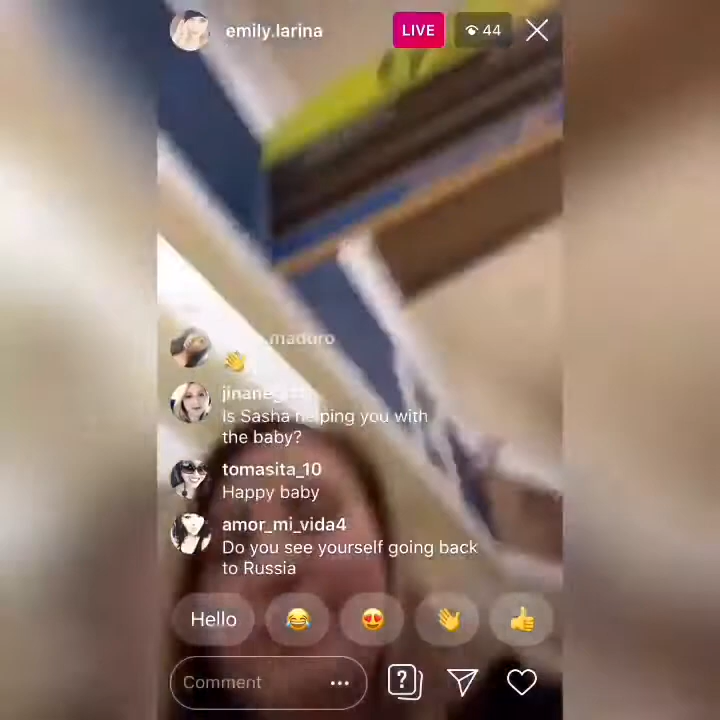 emily.larina
LIVE
44
maduro
Is Sasha helping you with
the baby?
tomasita_10
Happy baby
amor_mi_vida4
Do you see yourself going back
to Russia
Hello
Comment